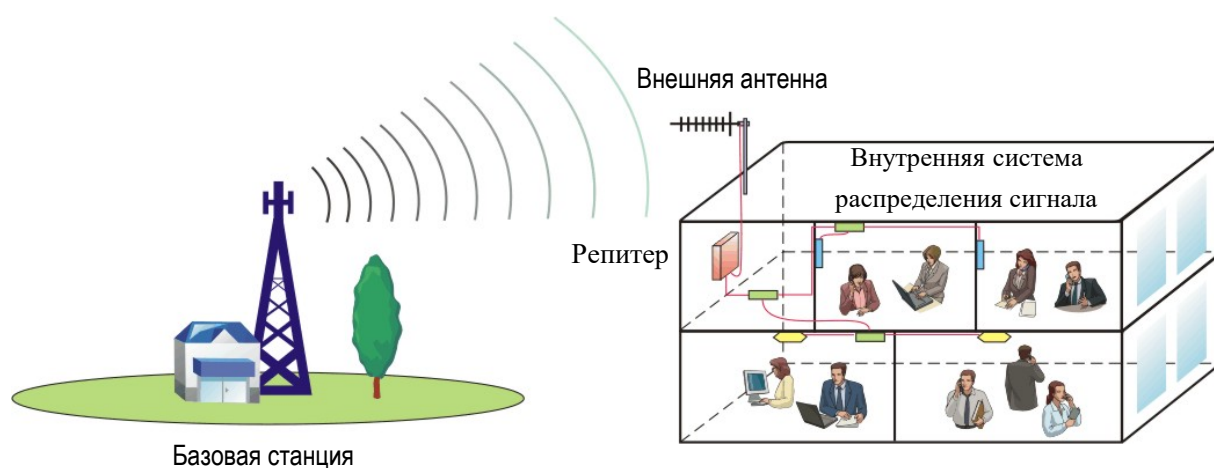 Внешняя антенна
Внутренняя система
распределения сигнала
Репитер
Базовая станция